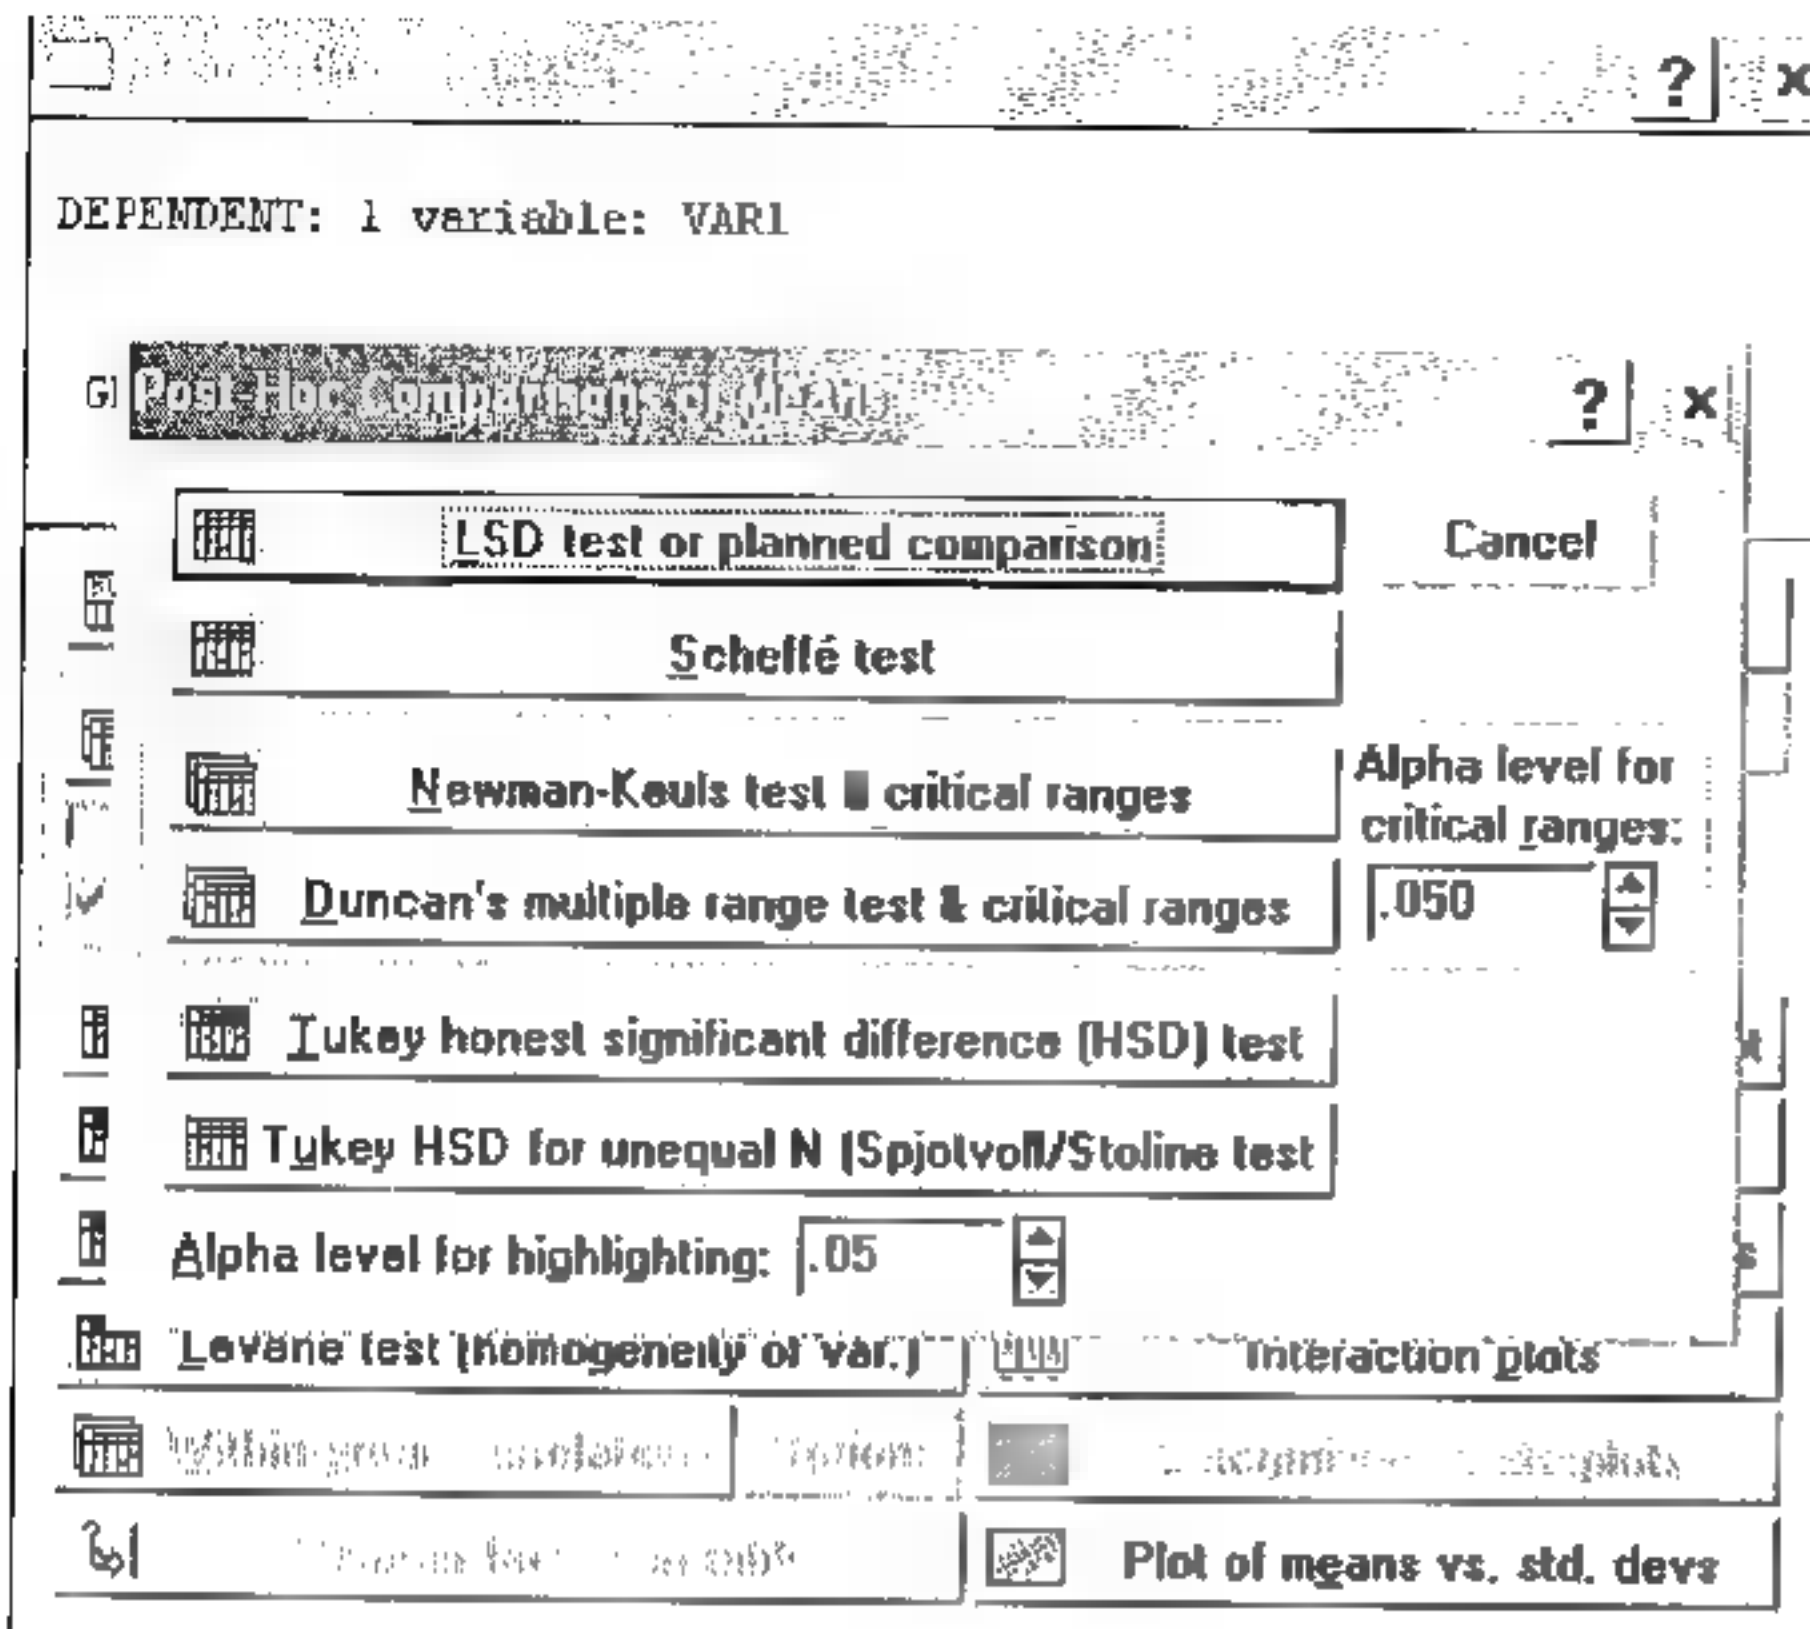 ? x
DEPENDENT: 1 variable: VAR1
Post-Hoc Comparisons of Means ? x
LSD test or planned comparison Cancel
Scheffé test
Newman-Keuls test & critical ranges
Alpha level for
critical ranges:
Duncan's multiple range test & critical ranges .050
Tukey honest significant difference (HSD) test
Tukey HSD for unequal N (Spjotvoll/Stoline test
Alpha level for highlighting: .05
Levene test (homogeneity of var.) Interaction plots
Plot of means vs. std. devs